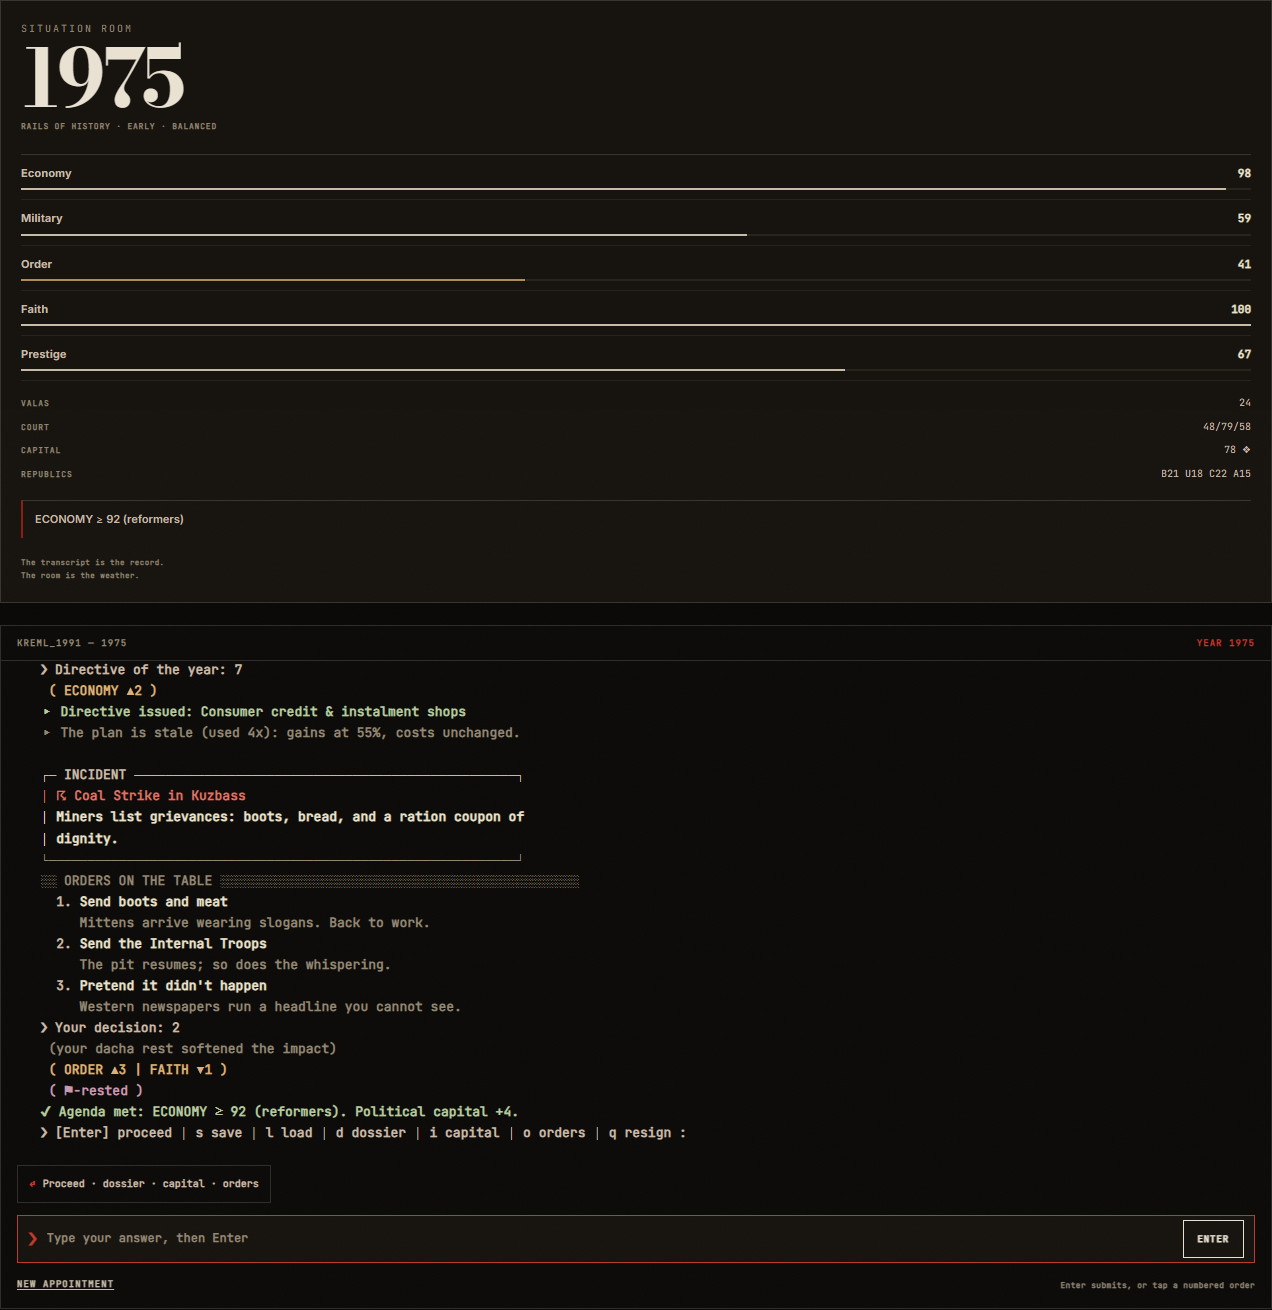 SITUATION ROOM
1975
RAILS OF HISTORY · EARLY · BALANCED
Economy 98
Military 59
Order 41
Faith 100
Prestige 67
VALAS 24
COURT 48/79/58
CAPITAL 78 ❖
REPUBLICS B21 U18 C22 A15
ECONOMY ≥ 92 (reformers)
The transcript is the record.
The room is the weather.
KREML_1991 — 1975 YEAR 1975
❯ Directive of the year: 7
( ECONOMY ▲2 )
▸ Directive issued: Consumer credit & instalment shops
▸ The plan is stale (used 4x): gains at 55%, costs unchanged.
INCIDENT
☈ Coal Strike in Kuzbass
Miners list grievances: boots, bread, and a ration coupon of
dignity.
ORDERS ON THE TABLE
1. Send boots and meat
Mittens arrive wearing slogans. Back to work.
2. Send the Internal Troops
The pit resumes; so does the whispering.
3. Pretend it didn't happen
Western newspapers run a headline you cannot see.
❯ Your decision: 2
(your dacha rest softened the impact)
( ORDER ▲3 | FAITH ▼1 )
( ⚑-rested )
✔ Agenda met: ECONOMY ≥ 92 (reformers). Political capital +4.
❯ [Enter] proceed | s save | l load | d dossier | i capital | o orders | q resign :
Proceed · dossier · capital · orders
❯ Type your answer, then Enter ENTER
NEW APPOINTMENT Enter submits, or tap a numbered order